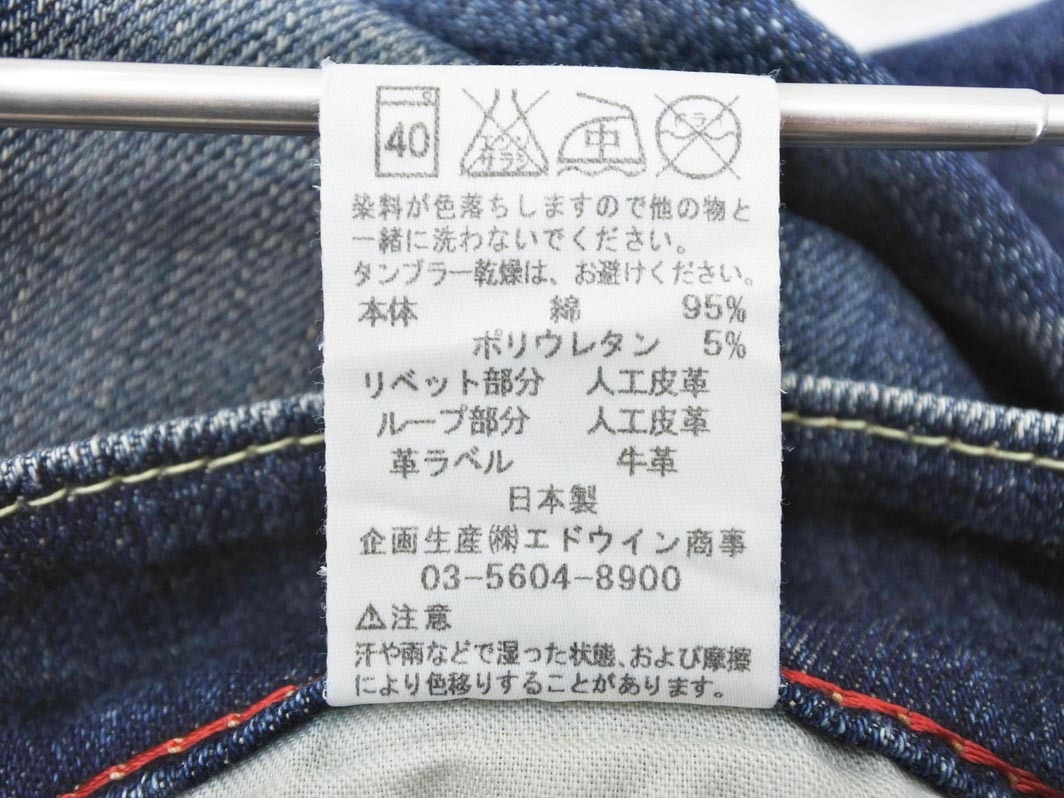 40 エンソ サラシ 中 ドライ
染料が色落ちしますので他の物と
一緒に洗わないでください。
タンブラー乾燥は、お避けください。
本体 綿 95%
ポリウレタン 5%
リベット部分 人工皮革
ループ部分 人工皮革
革ラベル 牛革
日本製
企画生産㈱エドウイン商事
03-5604-8900
⚠注意
汗や雨などで湿った状態、および摩擦
により色移りすることがあります。